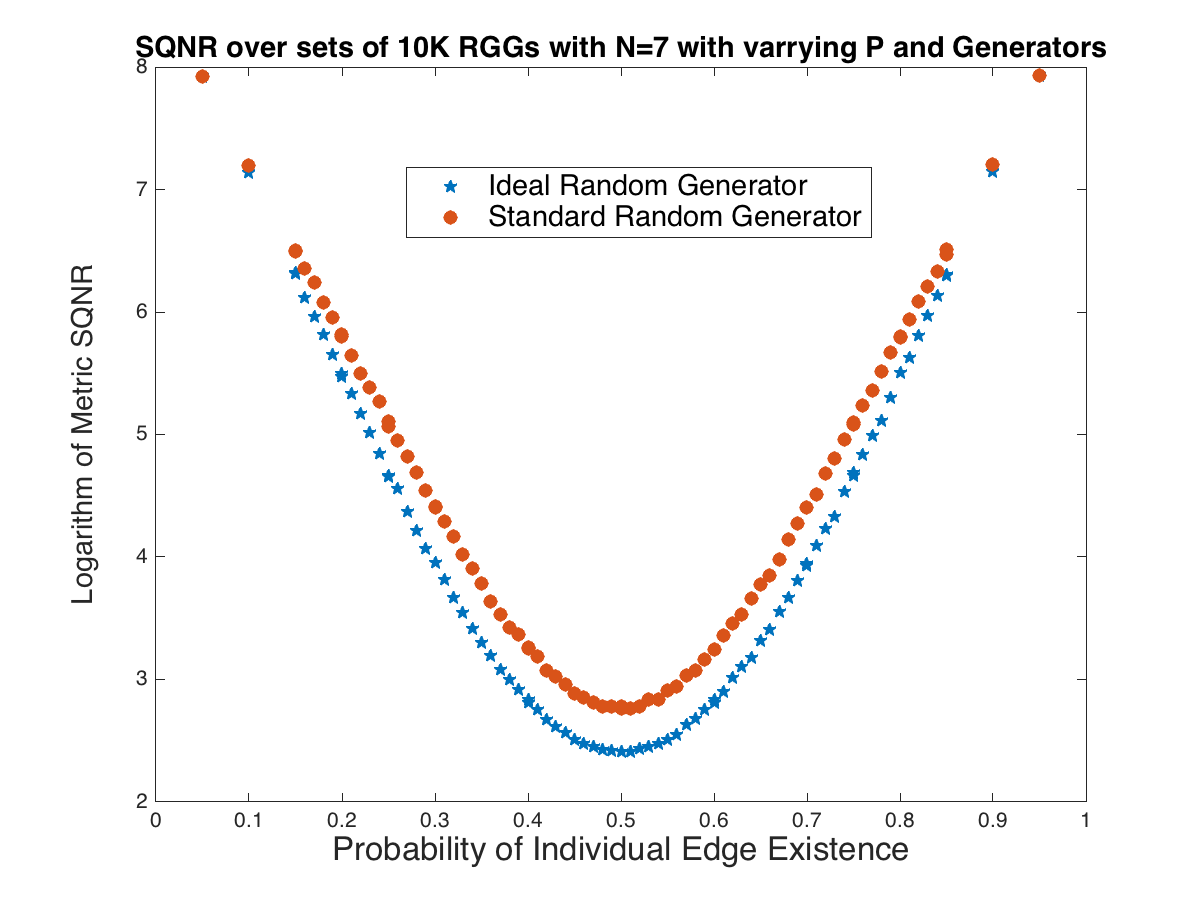 SQNR over sets of 10K RGGs with N=7 with varrying P and Generators
8
7
6
5
4
3
2
Logarithm of Metric SQNR
Ideal Random Generator
Standard Random Generator
0 0.1 0.2 0.3 0.4 0.5 0.6 0.7 0.8 0.9 1
Probability of Individual Edge Existence